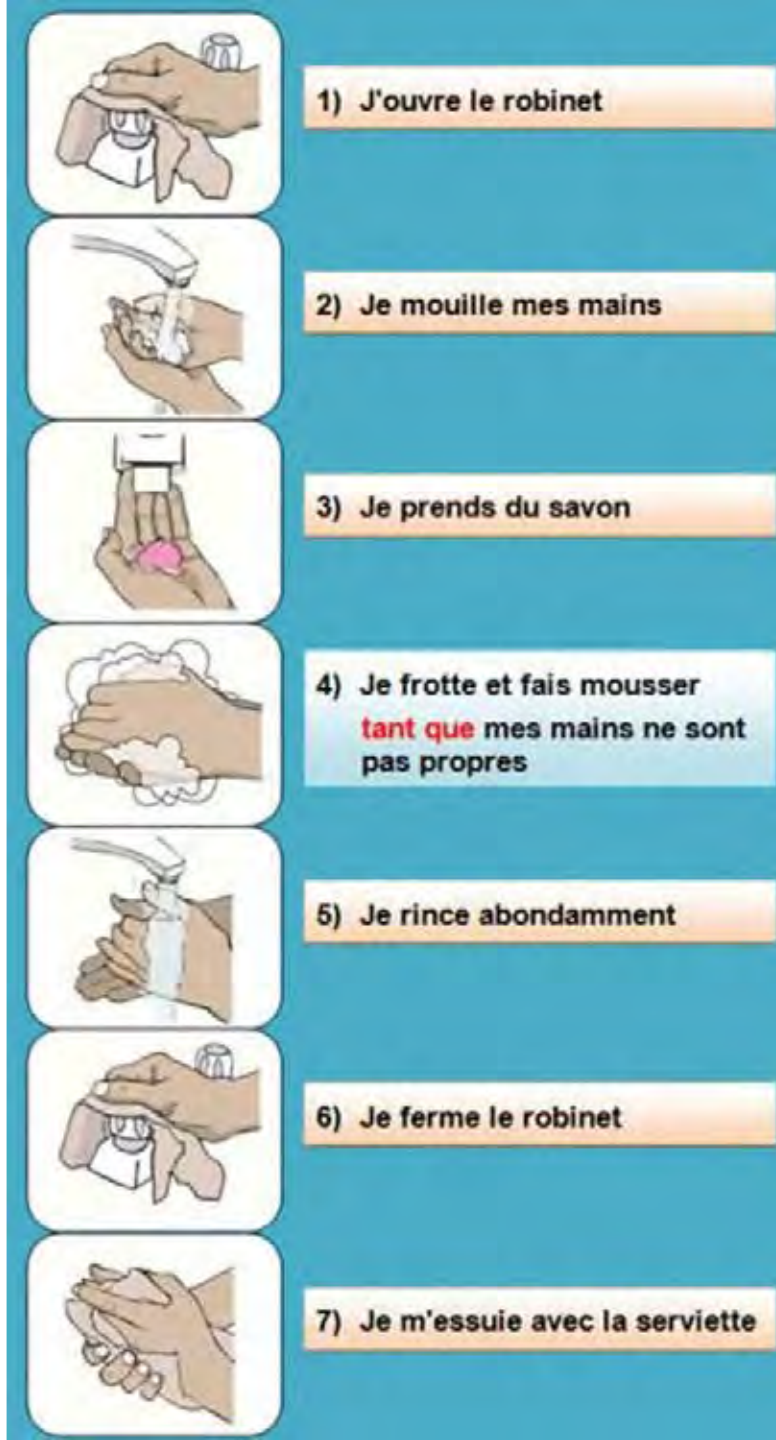 1) J'ouvre le robinet
2) Je mouille mes mains
3) Je prends du savon
4) Je frotte et fais mousser
tant que mes mains ne sont
pas propres
5) Je rince abondamment
6) Je ferme le robinet
7) Je m'essuie avec la serviette